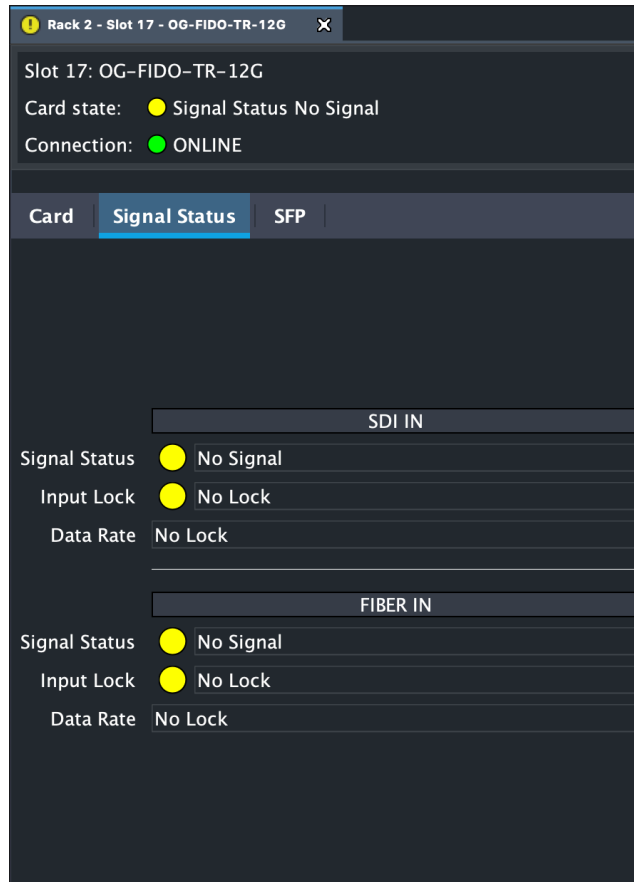 Rack 2 - Slot 17 - OG-FIDO-TR-12G
Slot 17: OG-FIDO-TR-12G
Card state: Signal Status No Signal
Connection: ONLINE
Card Signal Status SFP
SDI IN
Signal Status No Signal
Input Lock No Lock
Data Rate No Lock
FIBER IN
Signal Status No Signal
Input Lock No Lock
Data Rate No Lock